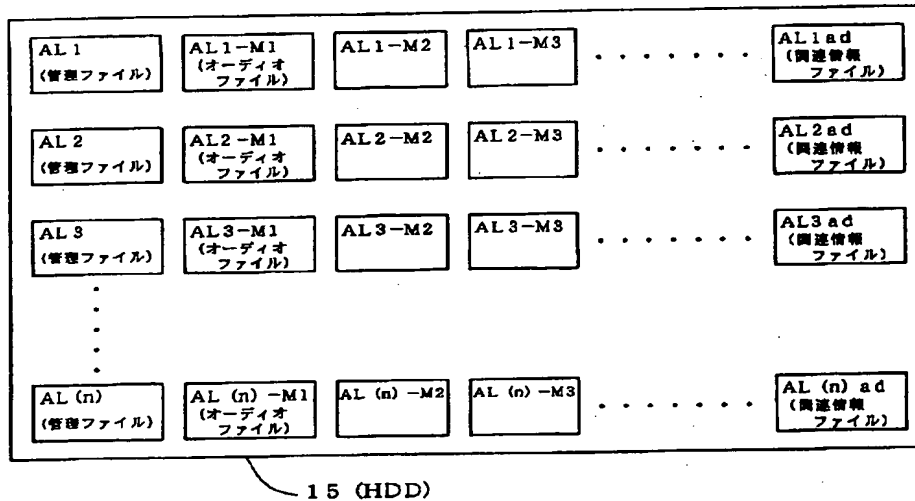 AL1
(管理ファイル)
AL1-M1
(オーディオ
ファイル)
AL1-M2
AL1-M3
AL1ad
(関連情報
ファイル)
AL2
(管理ファイル)
AL2-M1
(オーディオ
ファイル)
AL2-M2
AL2-M3
AL2ad
(関連情報
ファイル)
AL3
(管理ファイル)
AL3-M1
(オーディオ
ファイル)
AL3-M2
AL3-M3
AL3ad
(関連情報
ファイル)
AL(n)
(管理ファイル)
AL(n)-M1
(オーディオ
ファイル)
AL(n)-M2
AL(n)-M3
AL(n)ad
(関連情報
ファイル)
15(HDD)